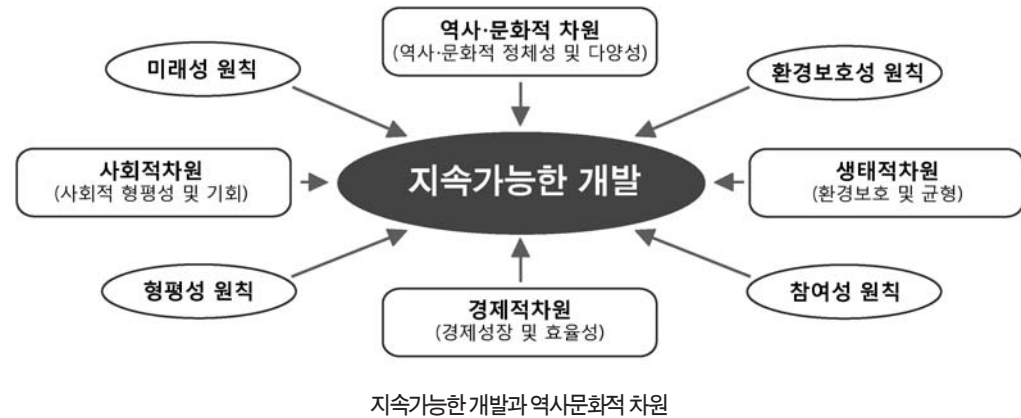 역사·문화적 차원
(역사·문화적 정체성 및 다양성)
미래성 원칙
환경보호성 원칙
사회적차원
(사회적 형평성 및 기회)
지속가능한 개발
생태적차원
(환경보호 및 균형)
형평성 원칙
참여성 원칙
경제적차원
(경제성장 및 효율성)
지속가능한 개발과 역사문화적 차원